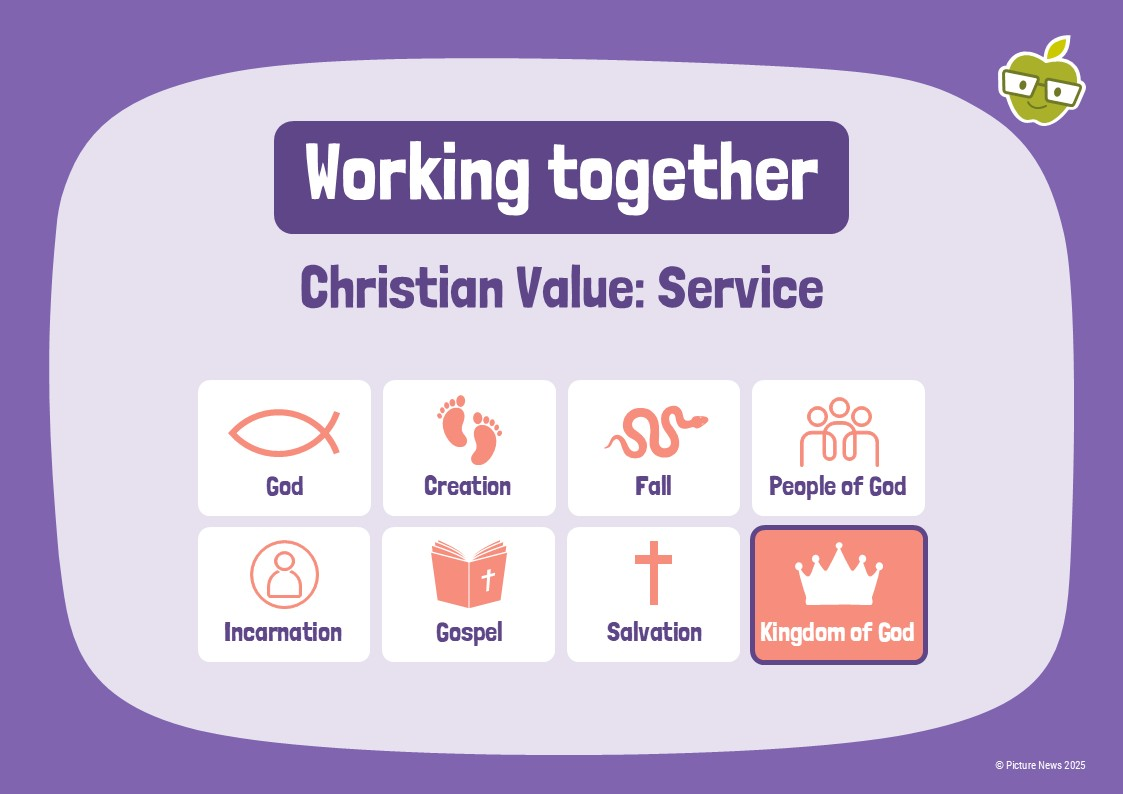 Working together
Christian Value: Service
God
Creation
Fall
People of God
Incarnation
Gospel
Salvation
Kingdom of God
© Picture News 2025